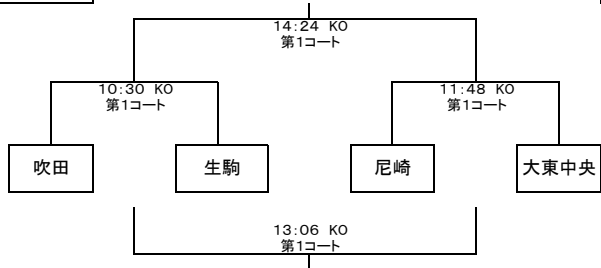 14:24 KO
第1コート
10:30 KO
第1コート
11:48 KO
第1コート
吹田
生駒
尼崎
大東中央
13:06 KO
第1コート